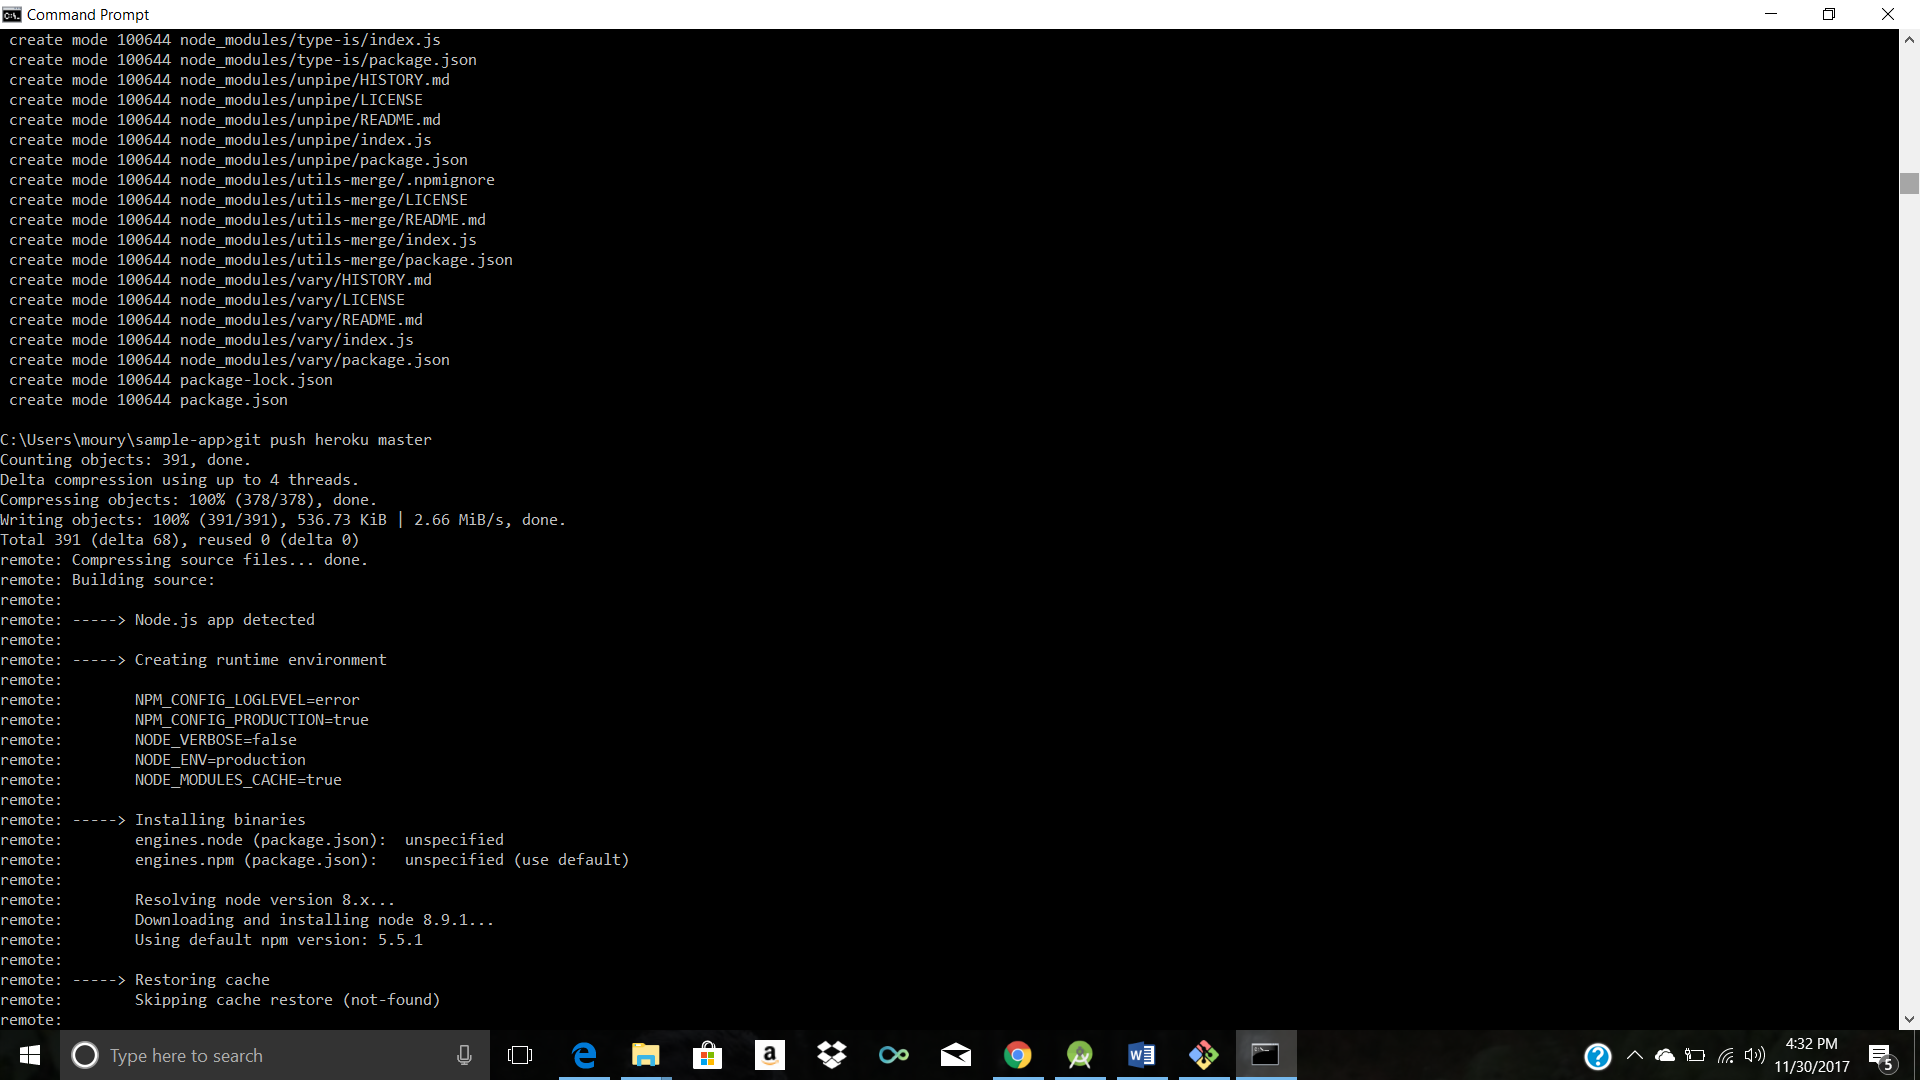 Command Prompt
create mode 100644 node_modules/type-is/index.js
create mode 100644 node_modules/type-is/package.json
create mode 100644 node_modules/unpipe/HISTORY.md
create mode 100644 node_modules/unpipe/LICENSE
create mode 100644 node_modules/unpipe/README.md
create mode 100644 node_modules/unpipe/index.js
create mode 100644 node_modules/unpipe/package.json
create mode 100644 node_modules/utils-merge/.npmignore
create mode 100644 node_modules/utils-merge/LICENSE
create mode 100644 node_modules/utils-merge/README.md
create mode 100644 node_modules/utils-merge/index.js
create mode 100644 node_modules/utils-merge/package.json
create mode 100644 node_modules/vary/HISTORY.md
create mode 100644 node_modules/vary/LICENSE
create mode 100644 node_modules/vary/README.md
create mode 100644 node_modules/vary/index.js
create mode 100644 node_modules/vary/package.json
create mode 100644 package-lock.json
create mode 100644 package.json
C:\Users\moury\sample-app>git push heroku master
Counting objects: 391, done.
Delta compression using up to 4 threads.
Compressing objects: 100% (378/378), done.
Writing objects: 100% (391/391), 536.73 KiB | 2.66 MiB/s, done.
Total 391 (delta 68), reused 0 (delta 0)
remote: Compressing source files... done.
remote: Building source:
remote:
remote: -----> Node.js app detected
remote:
remote: -----> Creating runtime environment
remote:
remote:        NPM_CONFIG_LOGLEVEL=error
remote:        NPM_CONFIG_PRODUCTION=true
remote:        NODE_VERBOSE=false
remote:        NODE_ENV=production
remote:        NODE_MODULES_CACHE=true
remote:
remote: -----> Installing binaries
remote:        engines.node (package.json):  unspecified
remote:        engines.npm (package.json):   unspecified (use default)
remote:
remote:        Resolving node version 8.x...
remote:        Downloading and installing node 8.9.1...
remote:        Using default npm version: 5.5.1
remote:
remote: -----> Restoring cache
remote:        Skipping cache restore (not-found)
remote:
Type here to search
4:32 PM
11/30/2017
5